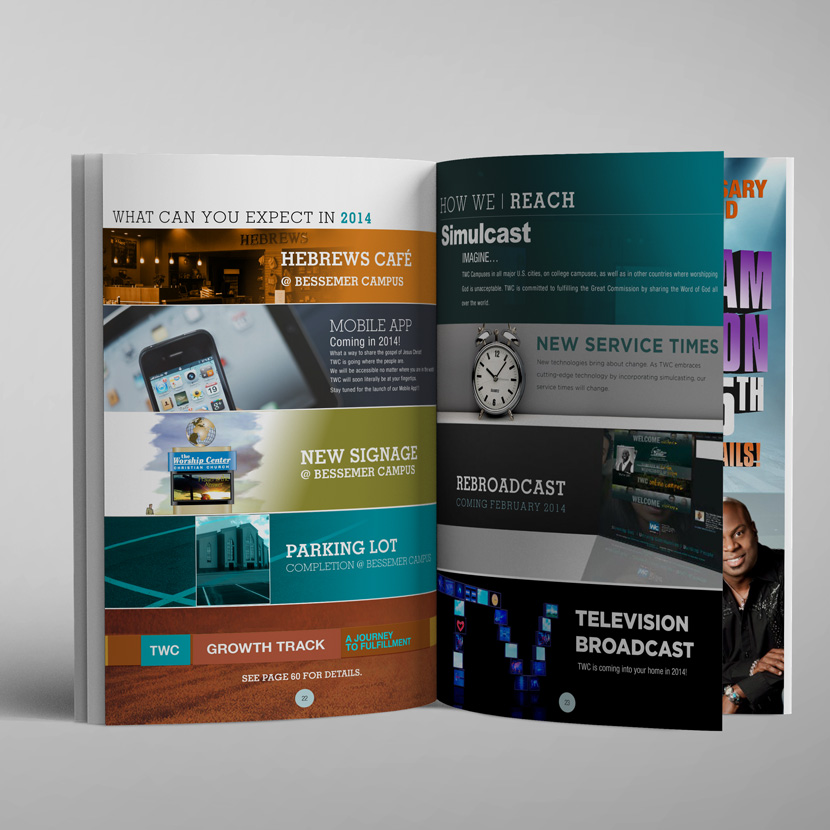 WHAT CAN YOU EXPECT IN 2014
HEBREWS
HEBREWS CAFÉ
@ BESSEMER CAMPUS
MOBILE APP
Coming in 2014!
What a way to share the gospel of Jesus Christ!
TWC is going where the people are.
We will be accessible no matter where you are in the world
TWC will soon literally be at your fingertips.
Stay tuned for the launch of our Mobile App!!
the
Worship Center
CHRISTIAN CHURCH
NEW SIGNAGE
@ BESSEMER CAMPUS
PARKING LOT
COMPLETION @ BESSEMER CAMPUS
TWC
GROWTH TRACK
A JOURNEY
TO FULFILLMENT
SEE PAGE 60 FOR DETAILS.
22
HOW WE | REACH
Simulcast
IMAGINE...
TWC Campuses in all major U.S. cities, on college campuses, as well as in other countries where worshipping
God is unacceptable. TWC is committed to fulfilling the Great Commission by sharing the Word of God all
over the world.
NEW SERVICE TIMES
New technologies bring about change. As TWC embraces
cutting-edge technology by incorporating simulcasting, our
service times will change.
REBROADCAST
COMING FEBRUARY 2014
WELCOME
WELCOME
TELEVISION
BROADCAST
TWC is coming into your home in 2014!
23
SARY
D
AM
ON
5TH
AILS!